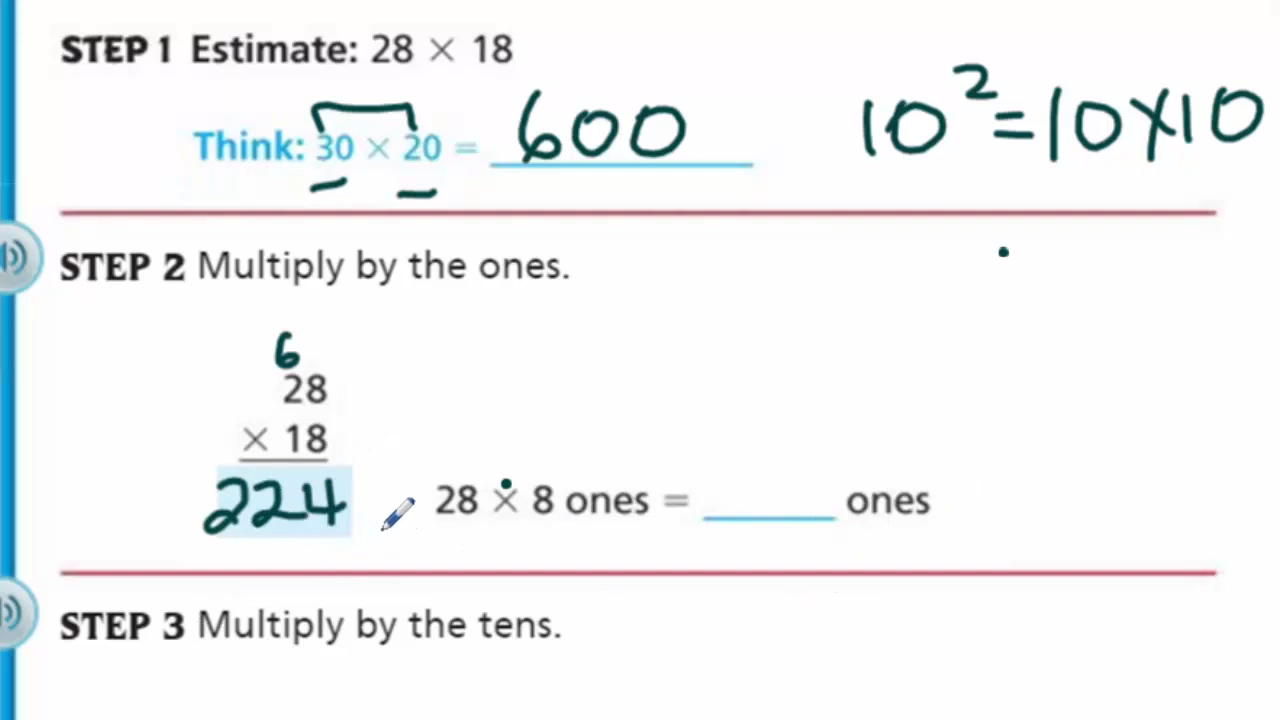 STEP 1 Estimate: 28 × 18
Think: 30 × 20 = 600
10² = 10 × 10
STEP 2 Multiply by the ones.
6
28
× 18
224
28 × 8 ones = ______ ones
STEP 3 Multiply by the tens.